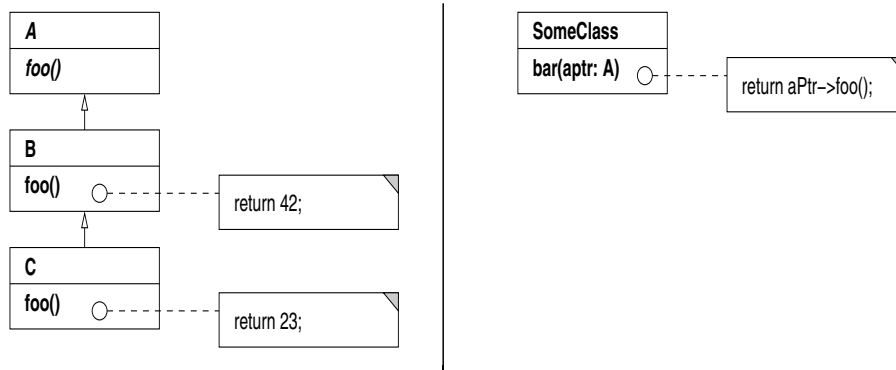 A
foo()
B
foo()
return 42;
C
foo()
return 23;
SomeClass
bar(aptr: A)
return aPtr−>foo();